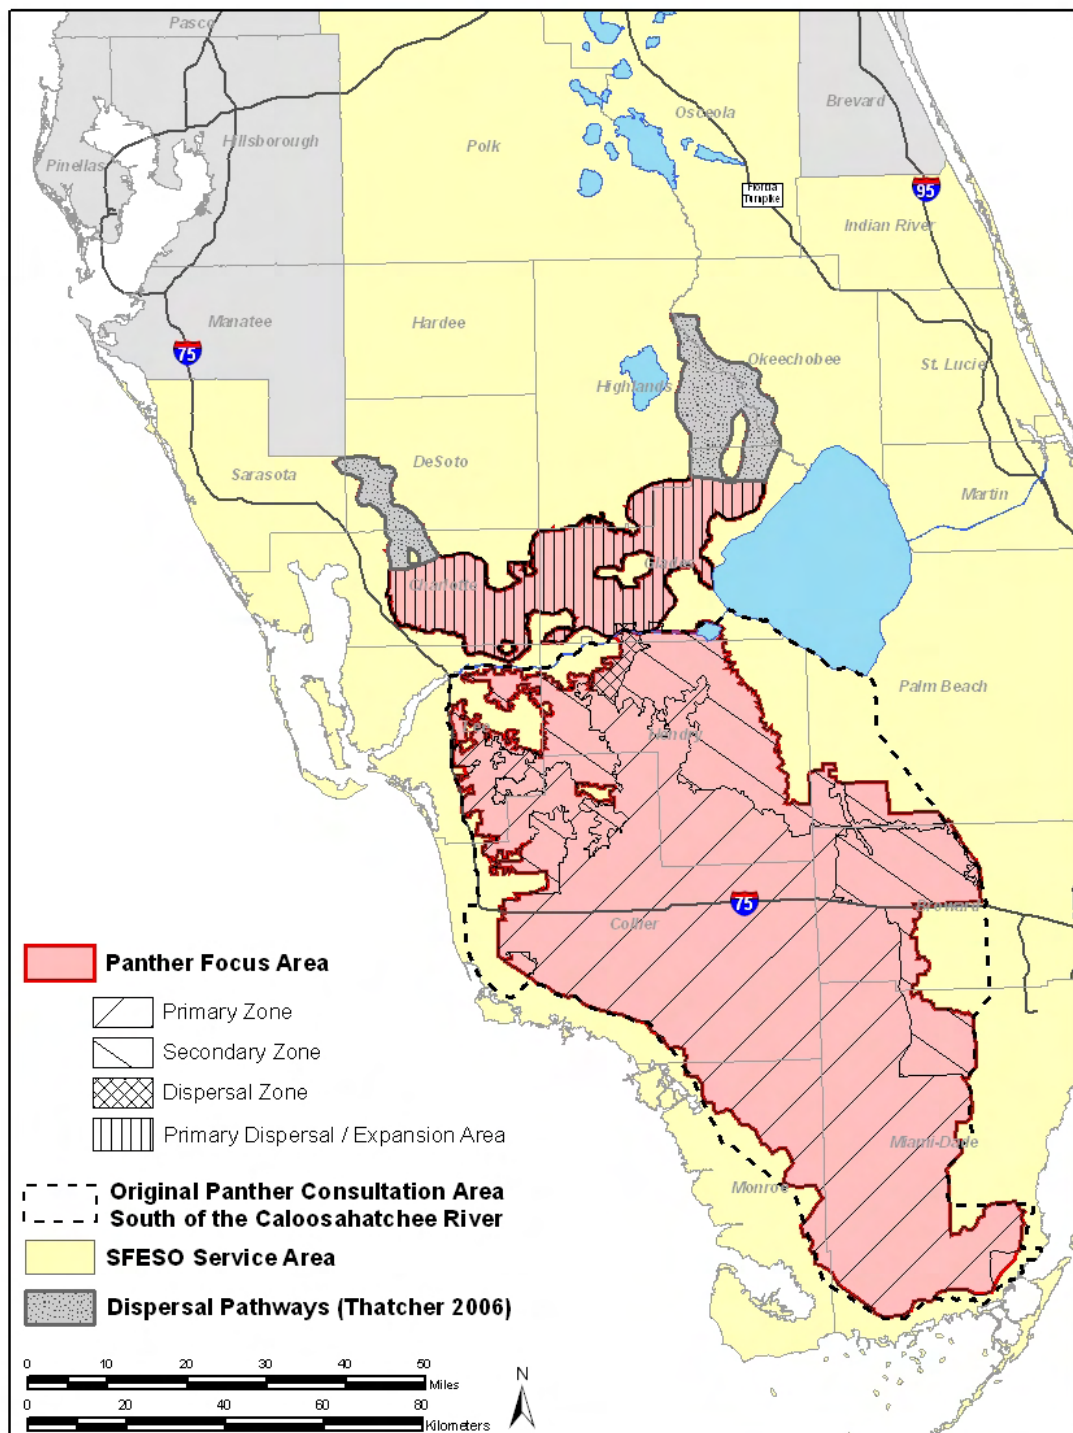 Pasco
Osceola
Brevard
Hillsborough
Polk
Pinellas
95
Florida
Turnpike
Indian River
Manatee
Hardee
75
Okeechobee
St. Lucie
Highlands
DeSoto
Sarasota
Martin
Glades
Charlotte
Palm Beach
Lee
Hendry
75
Broward
Collier
Panther Focus Area
Primary Zone
Secondary Zone
Dispersal Zone
Primary Dispersal / Expansion Area
Miami-Dade
Monroe
Original Panther Consultation Area
South of the Caloosahatchee River
SFESO Service Area
Dispersal Pathways (Thatcher 2006)
0 10 20 30 40 50
Miles
0 20 40 60 80
Kilometers
N